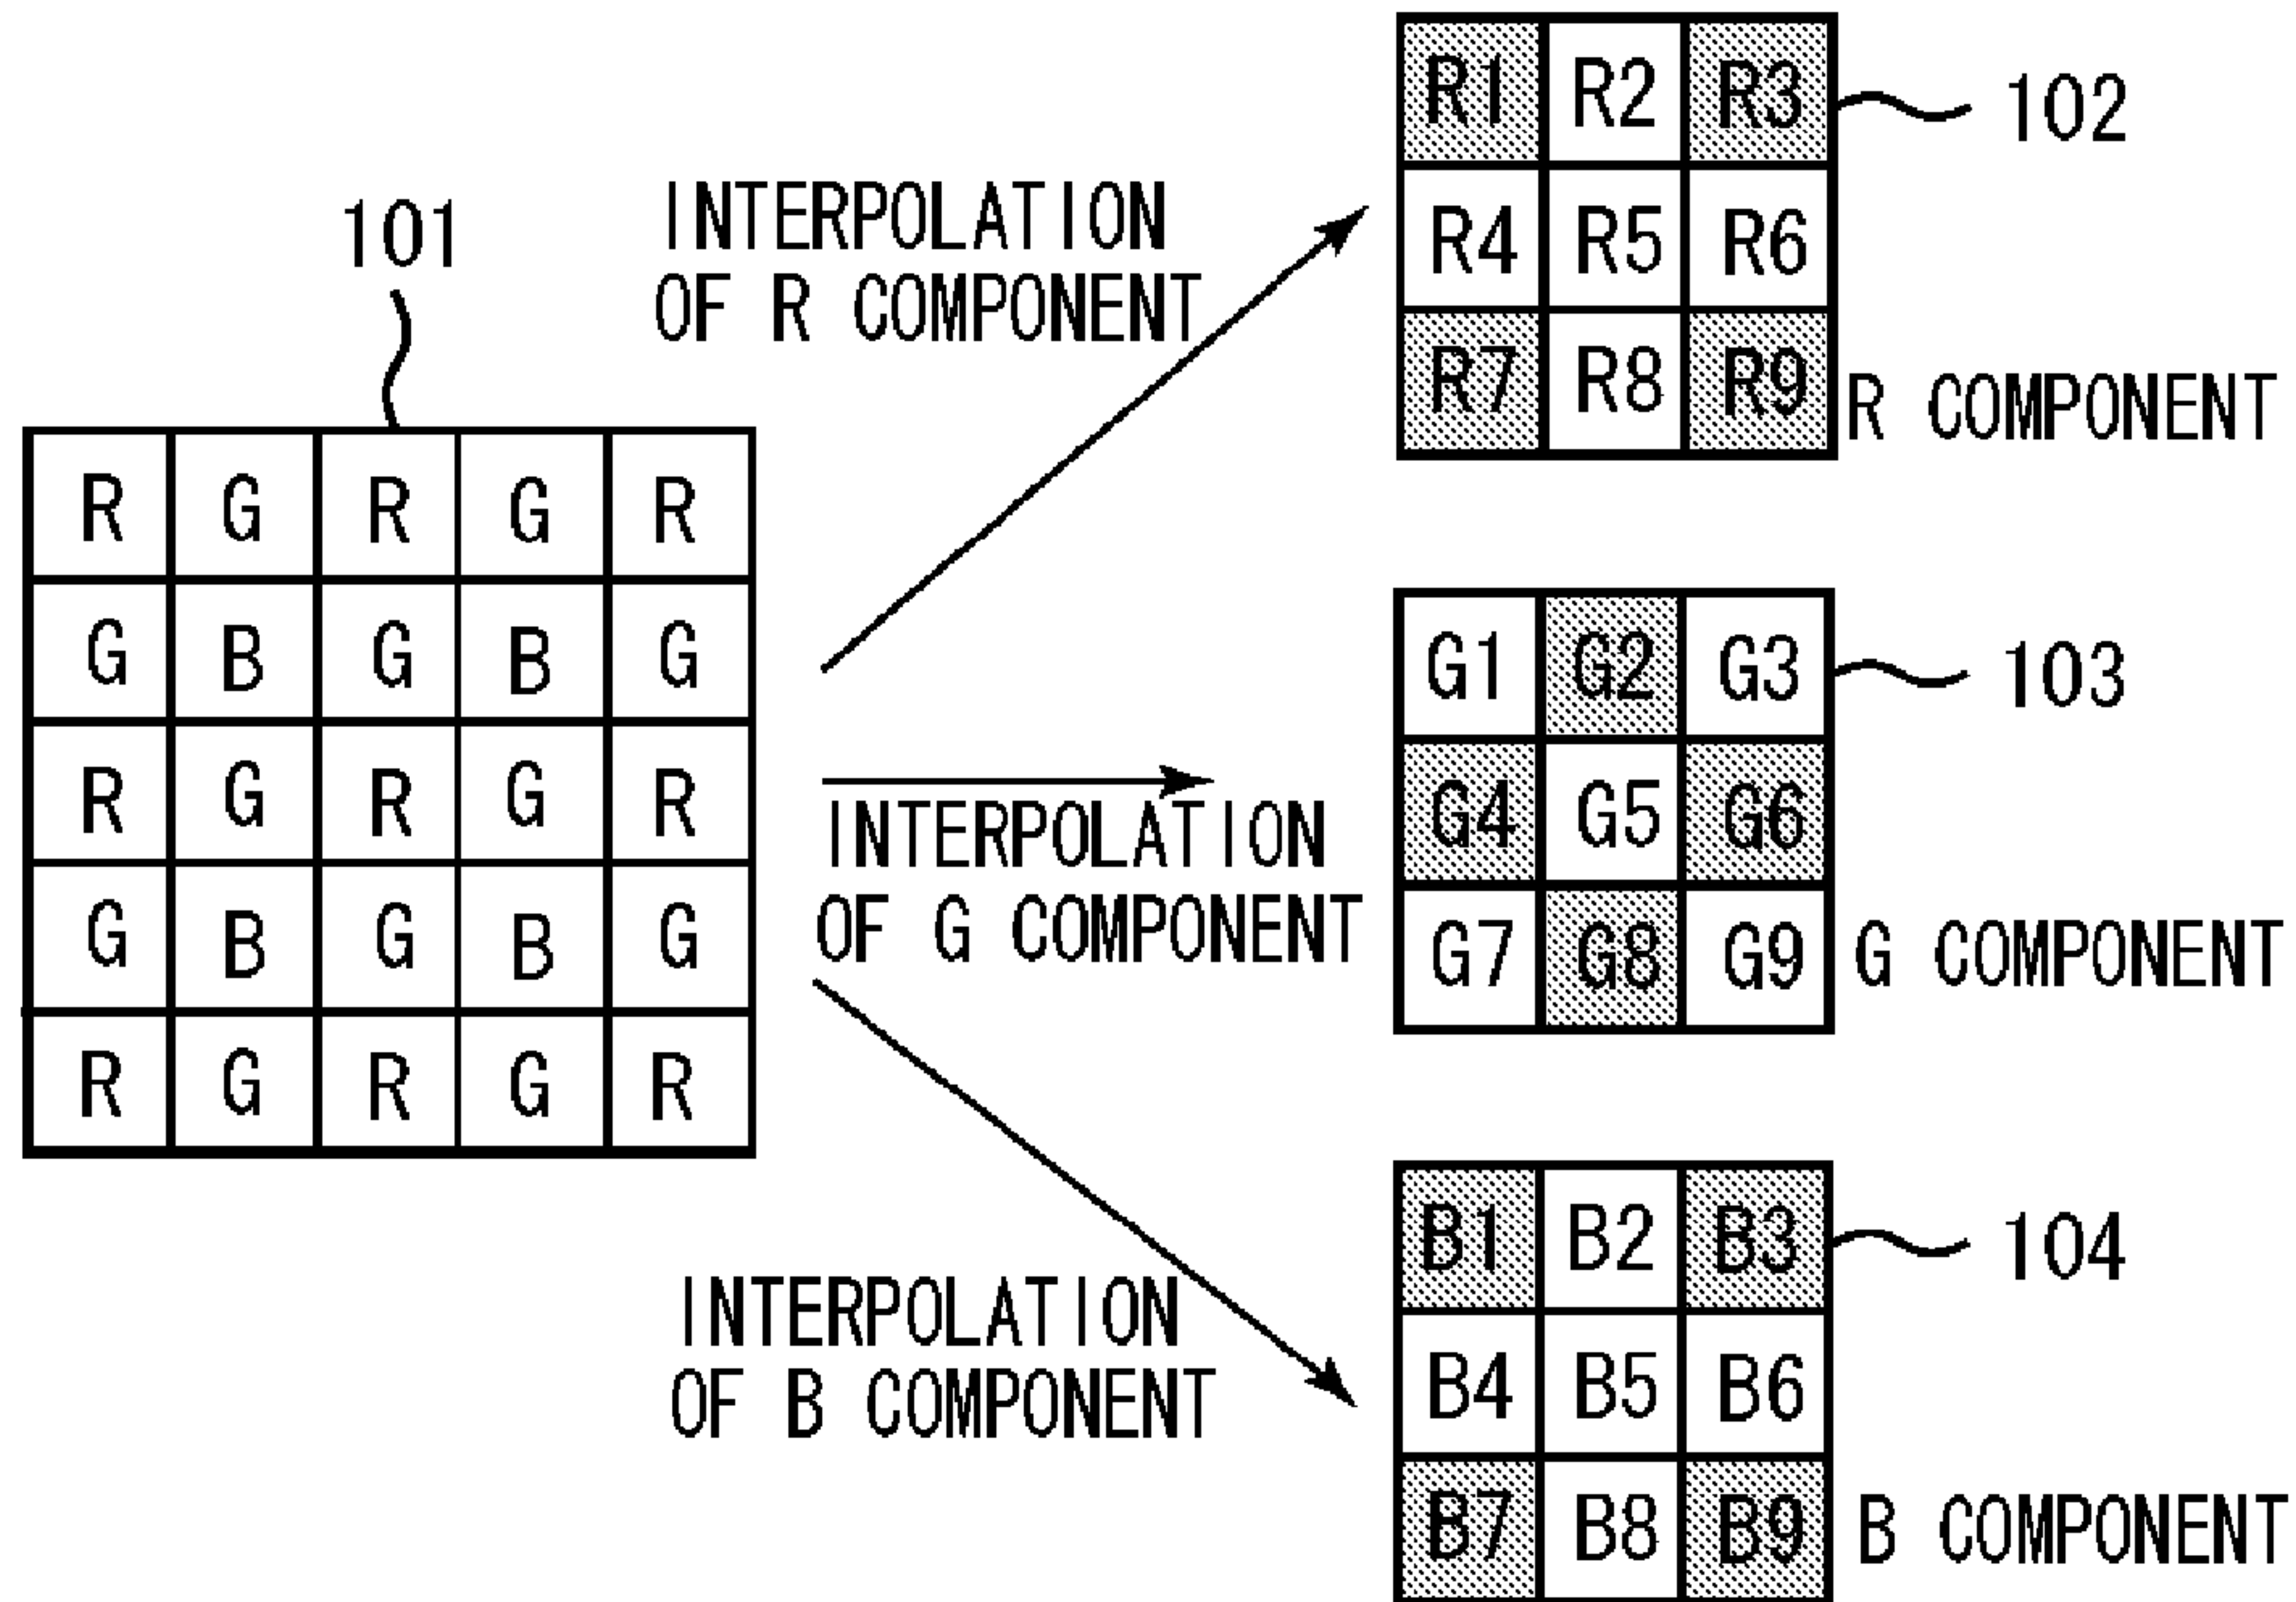 101
R G R G R
G B G B G
R G R G R
G B G B G
R G R G R
INTERPOLATION
OF R COMPONENT
R1 R2 R3
R4 R5 R6
R7 R8 R9
102
R COMPONENT
INTERPOLATION
OF G COMPONENT
G1 G2 G3
G4 G5 G6
G7 G8 G9
103
G COMPONENT
INTERPOLATION
OF B COMPONENT
B1 B2 B3
B4 B5 B6
B7 B8 B9
104
B COMPONENT